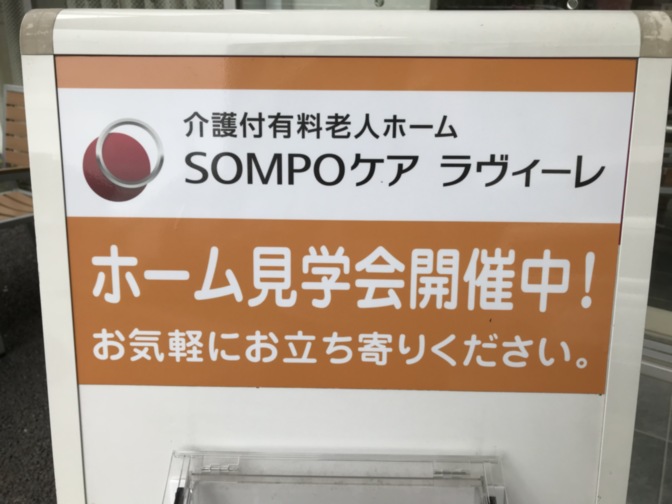 介護付有料老人ホーム
SOMPOケア ラヴィーレ
ホーム見学会開催中!
お気軽にお立ち寄りください。